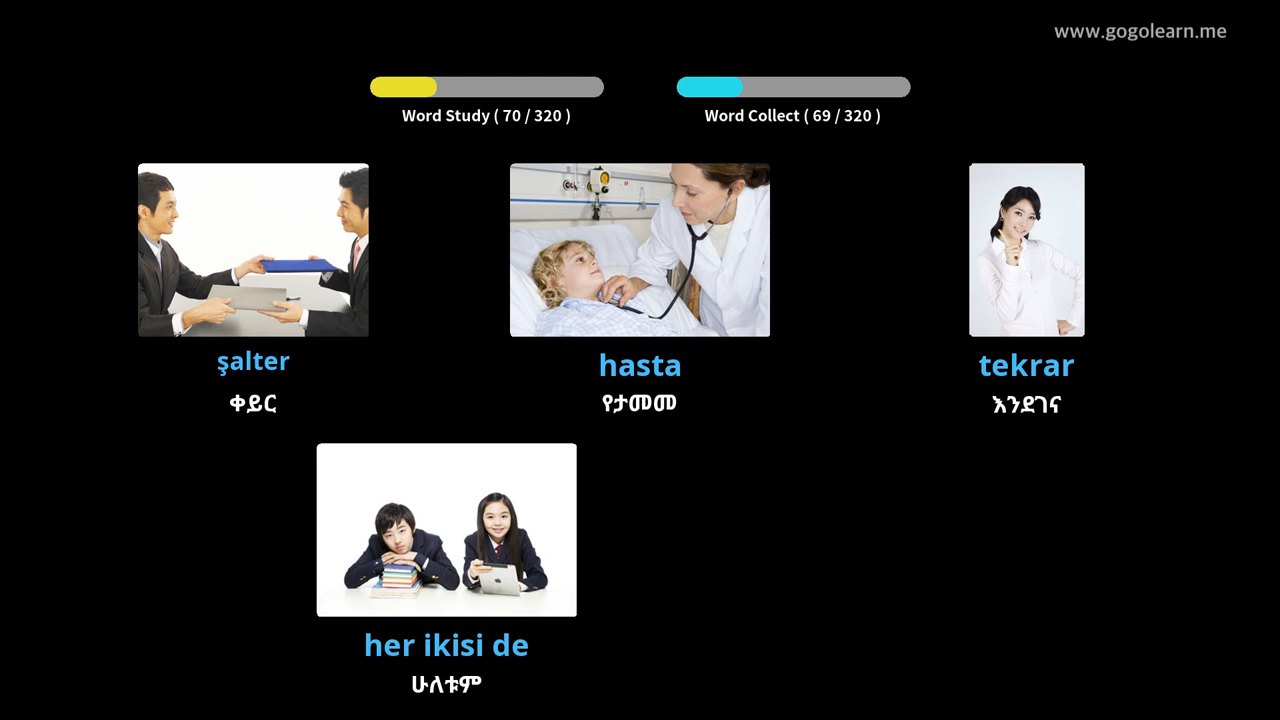 www.gogolearn.me
Word Study ( 70 / 320 )
Word Collect ( 69 / 320 )
şalter
ቀይር
hasta
የታመመ
tekrar
እንደገና
her ikisi de
ሁለቱም